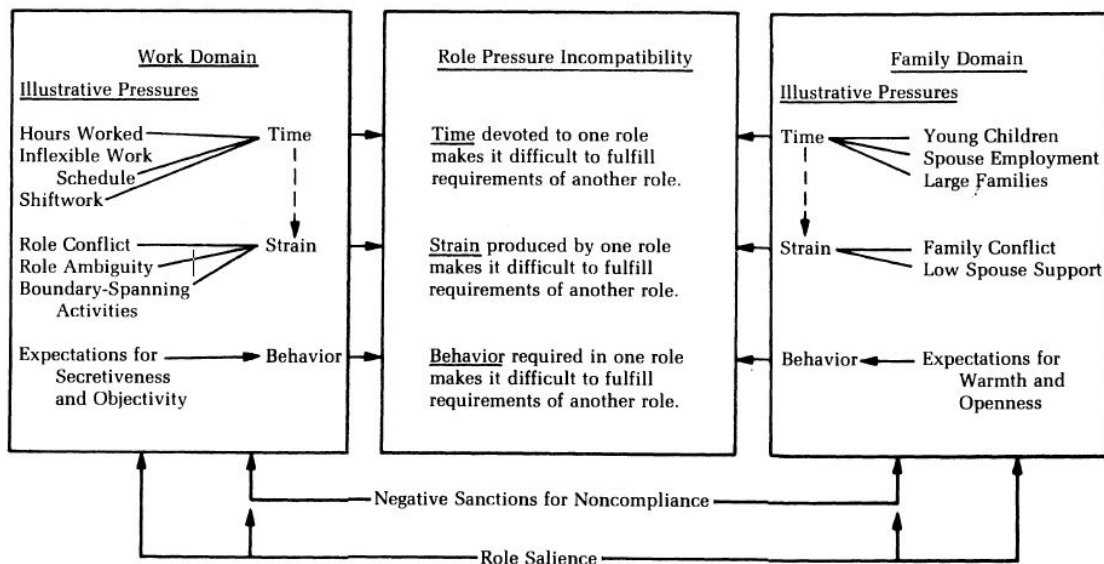 Work Domain
Illustrative Pressures
Hours Worked
Inflexible Work
Schedule
Shiftwork
Time
Role Conflict
Role Ambiguity
Boundary-Spanning
Activities
Strain
Expectations for
Secretiveness
and Objectivity
Behavior
Role Pressure Incompatibility
Time devoted to one role
makes it difficult to fulfill
requirements of another role.
Strain produced by one role
makes it difficult to fulfill
requirements of another role.
Behavior required in one role
makes it difficult to fulfill
requirements of another role.
Family Domain
Illustrative Pressures
Time
Young Children
Spouse Employment
Large Families
Strain
Family Conflict
Low Spouse Support
Behavior
Expectations for
Warmth and
Openness
Negative Sanctions for Noncompliance
Role Salience